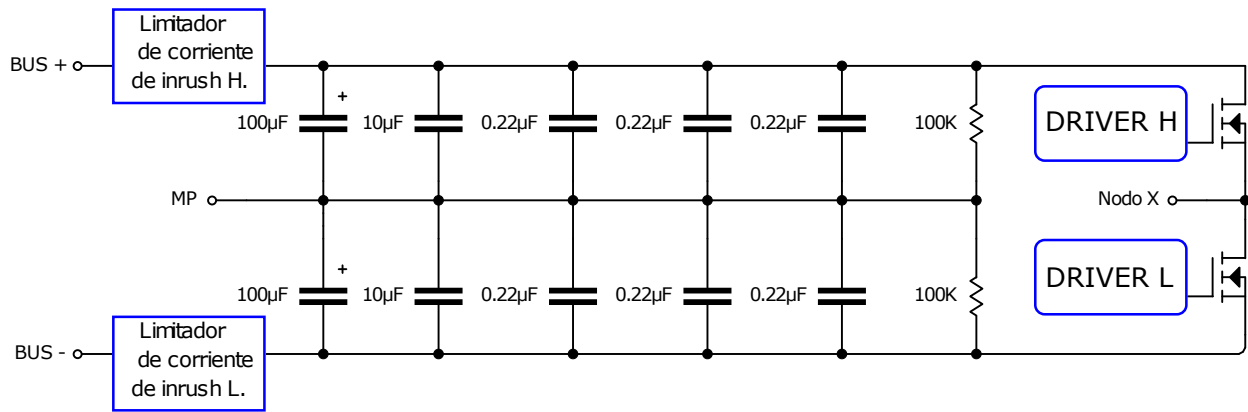 Limitador
de corriente
de inrush H.
BUS +
+
100µF
10µF
0.22µF
0.22µF
0.22µF
100K
DRIVER H
MP
Nodo X
+
100µF
10µF
0.22µF
0.22µF
0.22µF
100K
DRIVER L
Limitador
de corriente
de inrush L.
BUS -